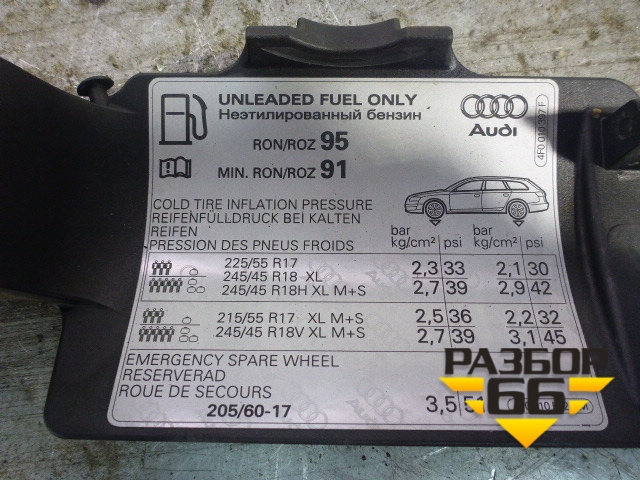 UNLEADED FUEL ONLY
Неэтилированный бензин
RON/ROZ 95
MIN. RON/ROZ 91
Audi
4F0 010 397 F
COLD TIRE INFLATION PRESSURE
REIFENFÜLLDRUCK BEI KALTEN
REIFEN
PRESSION DES PNEUS FROIDS
bar kg/cm² psi bar kg/cm² psi
225/55 R17
245/45 R18 XL 2,3 33 2,1 30
245/45 R18H XL M+S 2,7 39 2,9 42
215/55 R17 XL M+S 2,5 36 2,2 32
245/45 R18V XL M+S 2,7 39 3,1 45
EMERGENCY SPARE WHEEL
RESERVERAD
ROUE DE SECOURS
205/60-17 3,5 51
РАЗБОР
66